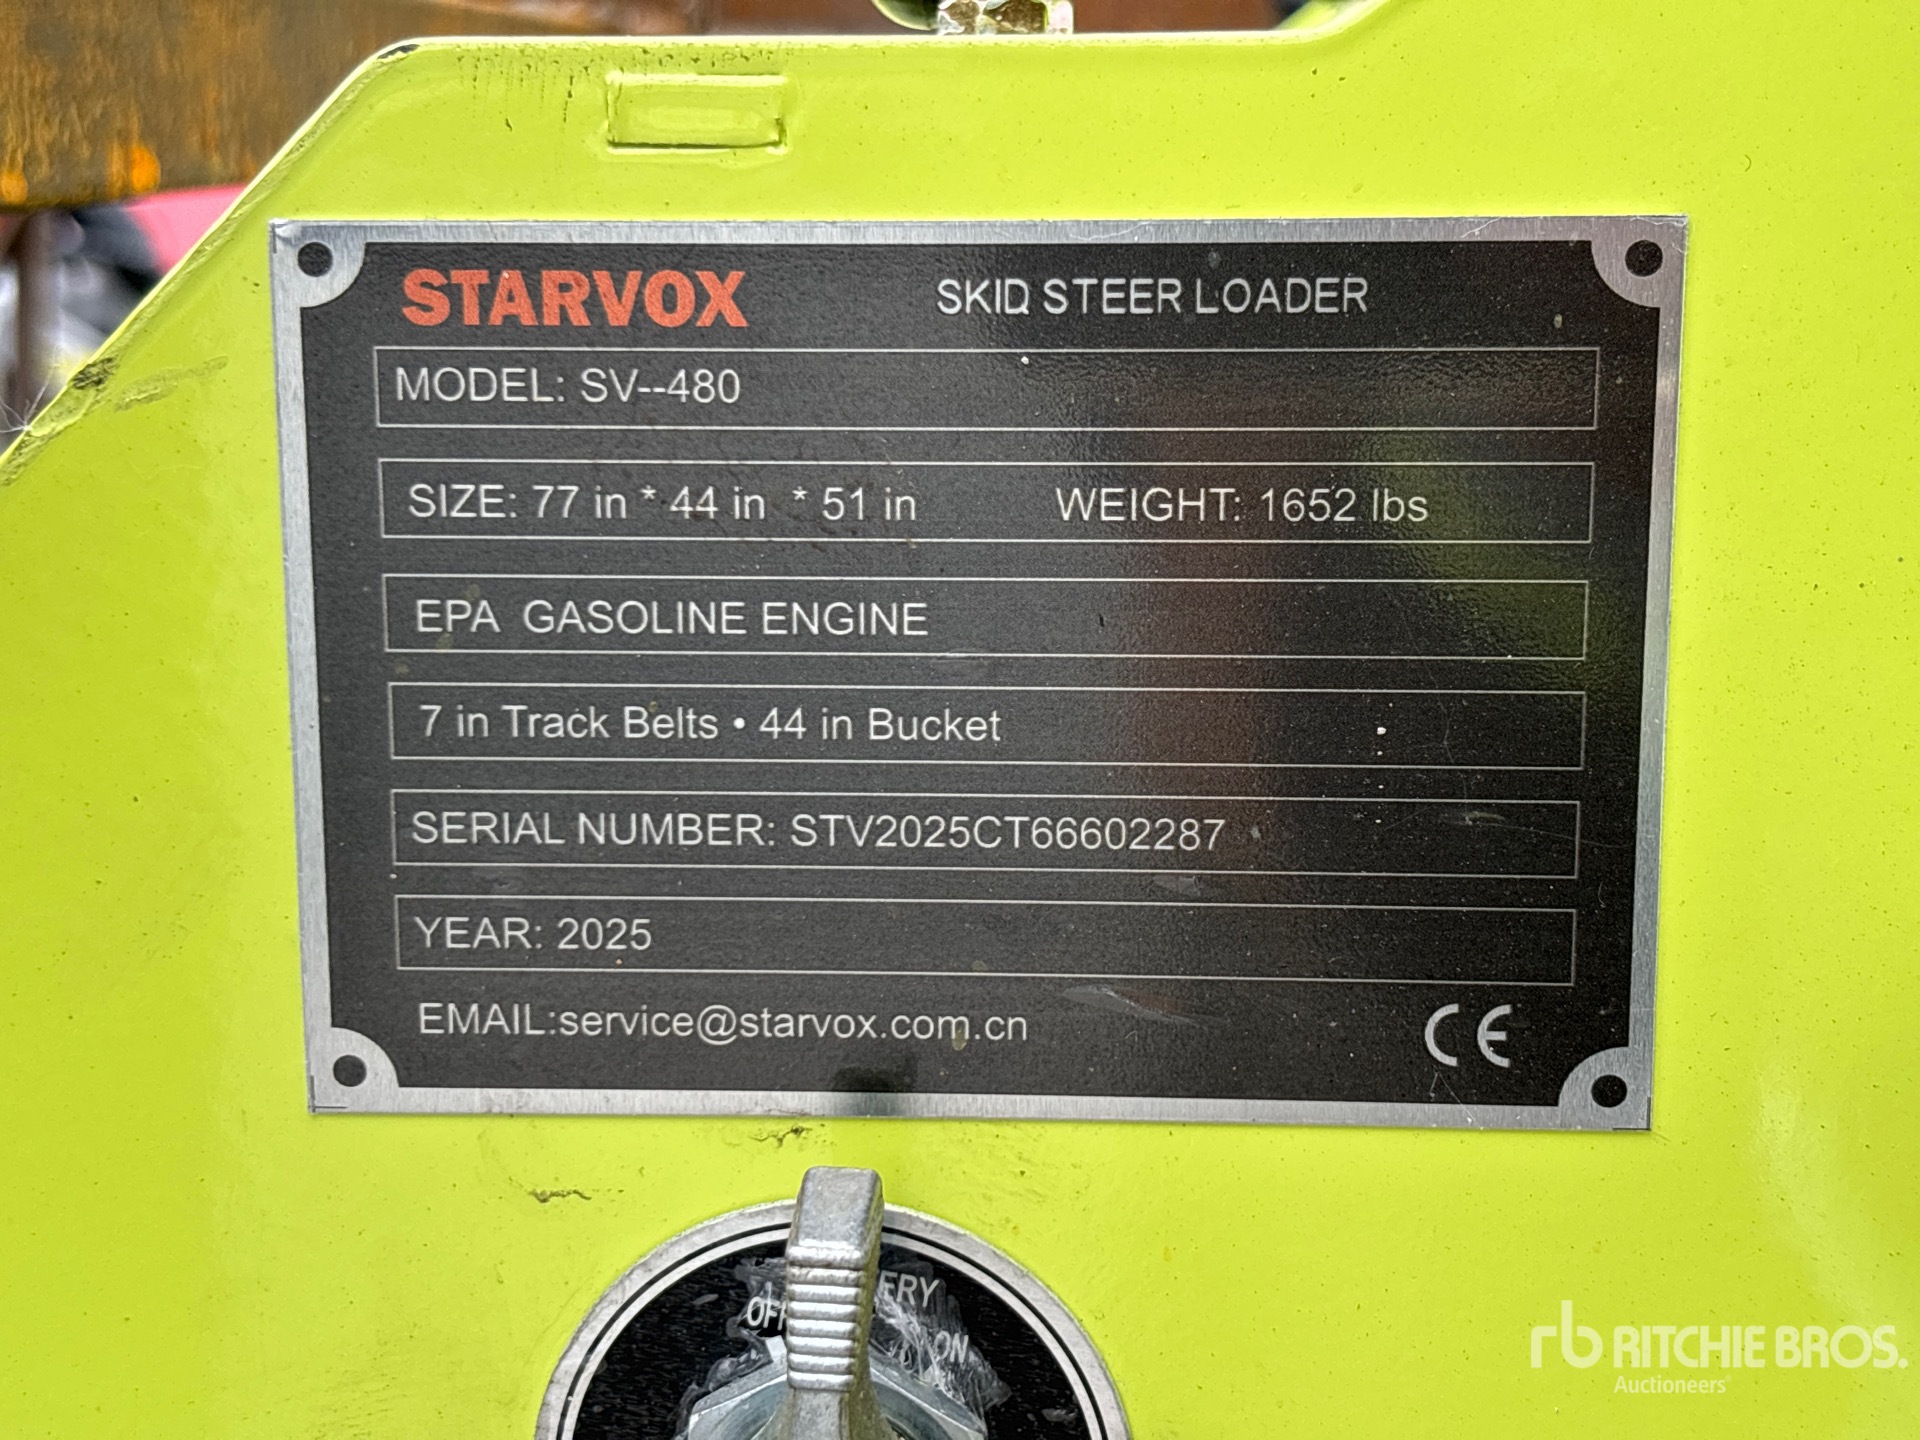 STARVOX SKID STEER LOADER
MODEL: SV--480
SIZE: 77 in * 44 in * 51 in WEIGHT: 1652 lbs
EPA GASOLINE ENGINE
7 in Track Belts • 44 in Bucket
SERIAL NUMBER: STV2025CT66602287
YEAR: 2025
EMAIL:service@starvox.com.cn CE
ON
rb RITCHIE BROS.
Auctioneers